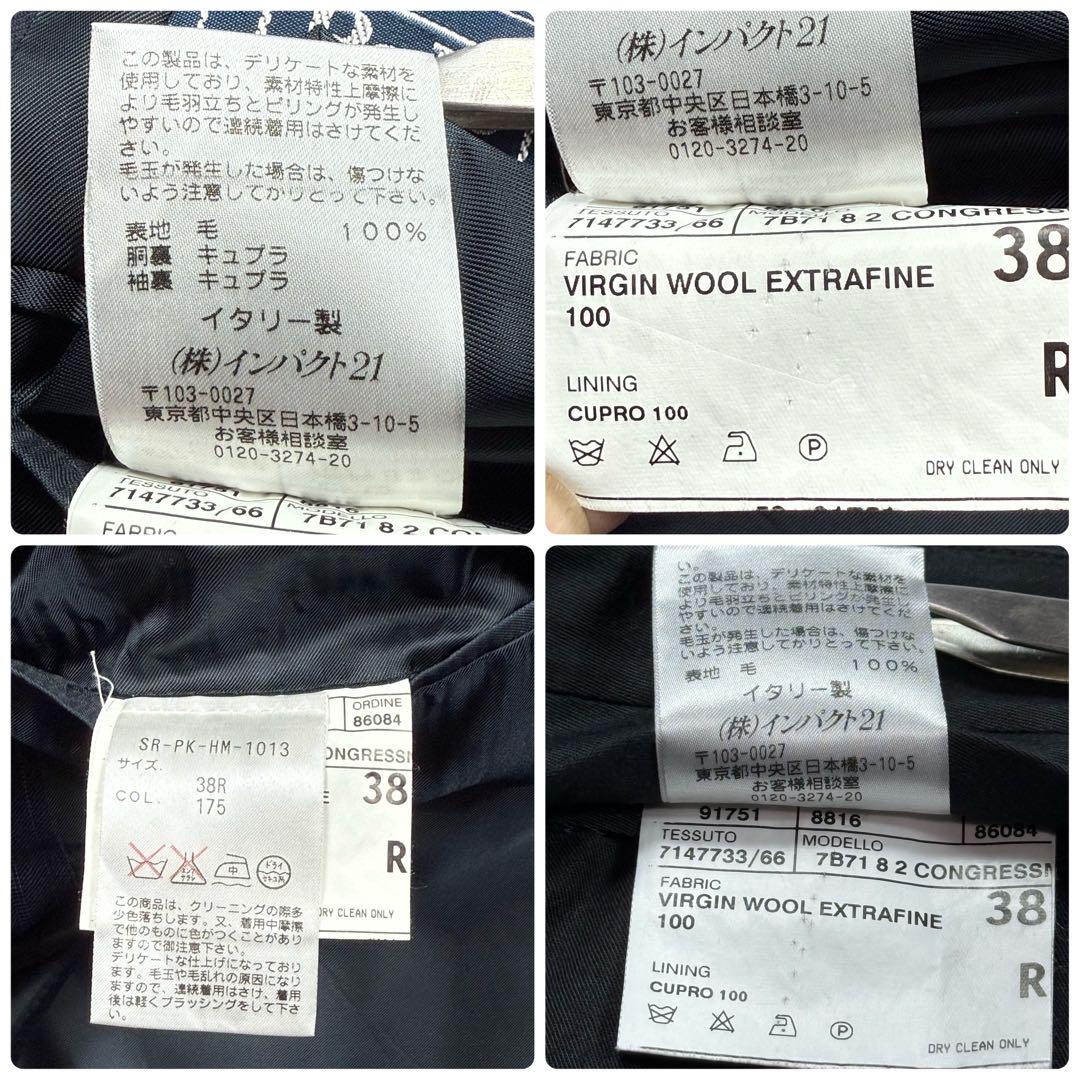 この製品は、デリケートな素材を
使用しており、素材特性上摩擦に
より毛羽立ちとピリングが発生し
やすいので連続着用はさけてくだ
さい。
毛玉が発生した場合は、傷つけな
いよう注意してかりとって下さい。
表地 毛 100%
胴裏 キュプラ
袖裏 キュプラ
イタリー製
(株)インパクト21
〒103-0027
東京都中央区日本橋3-10-5
お客様相談室
0120-3274-20
TESSUTO
7147733/66
8816
MODELLO
7B71 8 2 CONGRESS
FABRIC
(株)インパクト21
〒103-0027
東京都中央区日本橋3-10-5
お客様相談室
0120-3274-20
TESSUTO
7147733/66
MODELLO
7B71 8 2 CONGRESS
FABRIC
VIRGIN WOOL EXTRAFINE
100
38
R
LINING
CUPRO 100
P
DRY CLEAN ONLY
ORDINE
86084
ONGRESS
38
R
DRY CLEAN ONLY
SR-PK-HM-1013
サイズ.
38R
COL. 175
エンソ
サラシ
中
ドライ
セキユ系
この商品は、クリーニングの際多
少色落ちします。又、着用中摩擦
で他のものに色がつくことがあり
ますので御注意下さい。
デリケートな仕上げになっており
ます。毛玉や毛乱れの原因になり
ますので、連続着用はさけ、着用
後は軽くブラッシングをして下さ
い。
い。
この製品は、デリケートな素材を
使用しており、素材特性上摩擦に
より毛羽立ちとピリングが発生し
やすいので連続着用はさけてくだ
さい。
毛玉が発生した場合は、傷つけな
いよう注意してかりとって下さい。
表地 毛 100%
イタリー製
(株)インパクト21
〒103-0027
東京都中央区日本橋3-10-5
お客様相談室
0120-3274-20
91751
8816
86084
TESSUTO
7147733/66
MODELLO
7B71 8 2 CONGRESSM
FABRIC
VIRGIN WOOL EXTRAFINE
100
38
R
LINING
CUPRO 100
P
DRY CLEAN ONLY